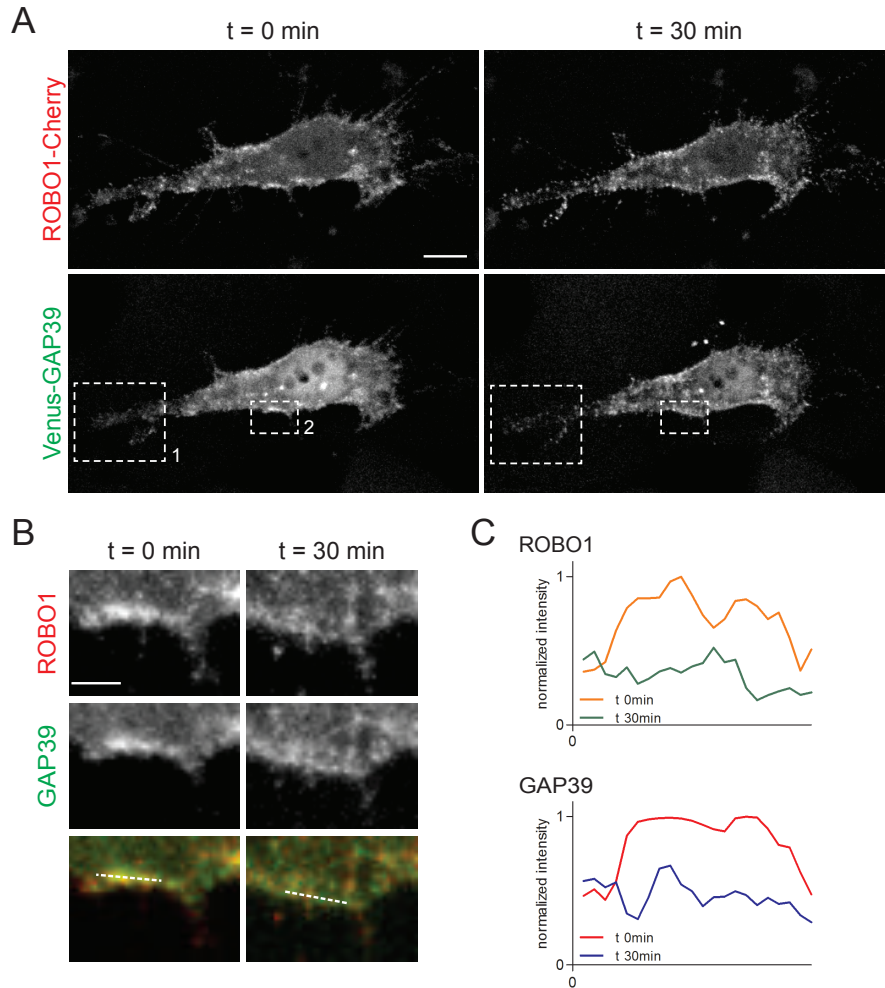 A
t = 0 min
t = 30 min
ROBO1-Cherry
Venus-GAP39
1
2
B
t = 0 min
t = 30 min
ROBO1
GAP39
C
ROBO1
normalized intensity
1
0
0
t 0min
t 30min
GAP39
normalized intensity
1
0
0
t 0min
t 30min